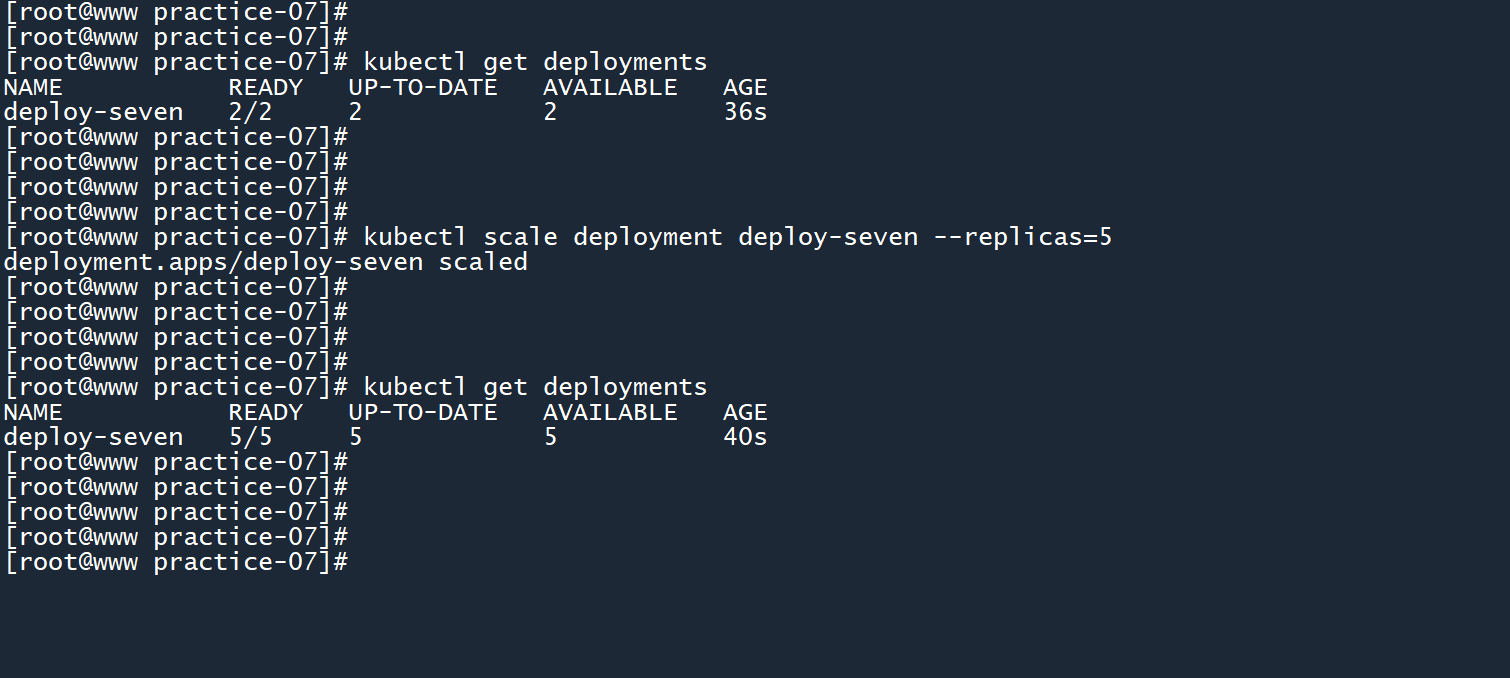 [root@www practice-07]#
[root@www practice-07]#
[root@www practice-07]# kubectl get deployments
NAME           READY   UP-TO-DATE   AVAILABLE   AGE
deploy-seven   2/2     2            2           36s
[root@www practice-07]#
[root@www practice-07]#
[root@www practice-07]#
[root@www practice-07]#
[root@www practice-07]# kubectl scale deployment deploy-seven --replicas=5
deployment.apps/deploy-seven scaled
[root@www practice-07]#
[root@www practice-07]#
[root@www practice-07]#
[root@www practice-07]#
[root@www practice-07]# kubectl get deployments
NAME           READY   UP-TO-DATE   AVAILABLE   AGE
deploy-seven   5/5     5            5           40s
[root@www practice-07]#
[root@www practice-07]#
[root@www practice-07]#
[root@www practice-07]#
[root@www practice-07]#